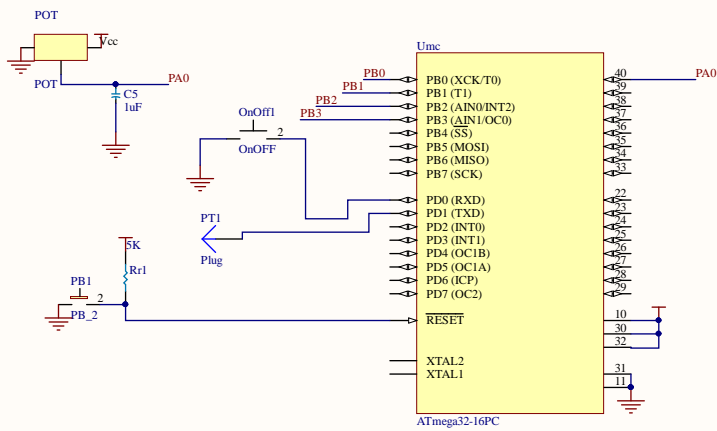 POT
Vcc
POT
PA0
C5
1uF
OnOff1
2
OnOFF
PT1
Plug
5K
Rr1
PB1
2
PB_2
Umc
PB0
PB1
PB2
PB3
PB0 (XCK/T0)
PB1 (T1)
PB2 (AIN0/INT2)
PB3 (AIN1/OC0)
PB4 (SS)
PB5 (MOSI)
PB6 (MISO)
PB7 (SCK)
PD0 (RXD)
PD1 (TXD)
PD2 (INT0)
PD3 (INT1)
PD4 (OC1B)
PD5 (OC1A)
PD6 (ICP)
PD7 (OC2)
RESET
XTAL2
XTAL1
40
PA0
39
38
37
36
35
34
33
22
23
24
25
26
27
28
29
10
30
32
31
11
ATmega32-16PC